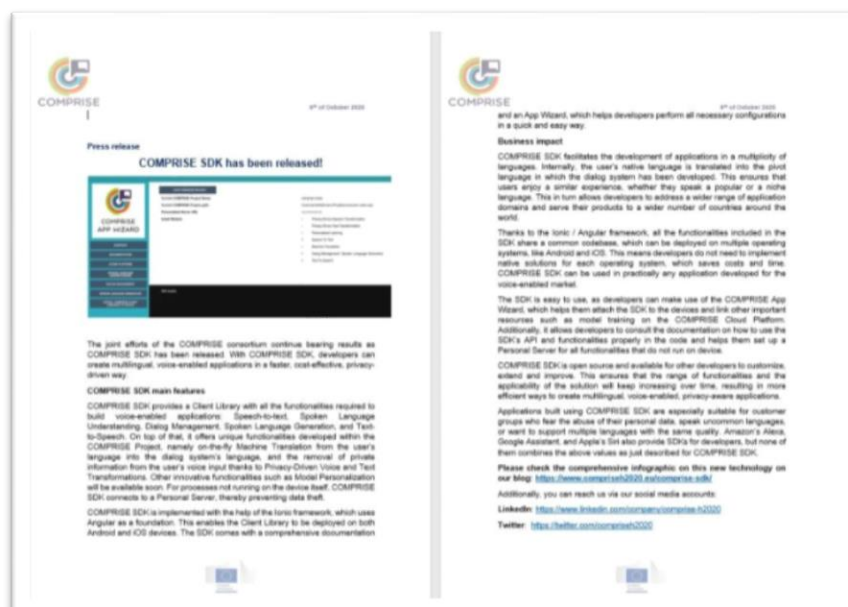 COMPRISE
9th of October 2020
Press release
COMPRISE SDK has been released!
COMPRISE
APP WIZARD
The joint efforts of the COMPRISE consortium continue bearing results as
COMPRISE SDK has been released. With COMPRISE SDK, developers can
create multilingual, voice-enabled applications in a faster, cost-effective, privacy-
driven way.
COMPRISE SDK main features
COMPRISE SDK provides a Client Library with all the functionalities required to
build voice-enabled applications: Speech-to-text, Spoken Language
Understanding, Dialog Management, Spoken Language Generation, and Text-
to-Speech. On top of that, it offers unique functionalities developed within the
COMPRISE Project, namely on-the-fly Machine Translation from the user's
language into the dialog system's language, and the removal of private
information from the user's voice input thanks to Privacy-Driven Voice and Text
Transformations. Other innovative functionalities such as Model Personalization
will be available soon. For processes not running on the device itself, COMPRISE
SDK connects to a Personal Server, thereby preventing data theft.
COMPRISE SDK is implemented with the help of the Ionic framework, which uses
Angular as a foundation. This enables the Client Library to be deployed on both
Android and iOS devices. The SDK comes with a comprehensive documentation
COMPRISE
9th of October 2020
and an App Wizard, which helps developers perform all necessary configurations
in a quick and easy way.
Business impact
COMPRISE SDK facilitates the development of applications in a multiplicity of
languages. Internally, the user's native language is translated into the pivot
language in which the dialog system has been developed. This ensures that
users enjoy a similar experience, whether they speak a popular or a niche
language. This in turn allows developers to address a wider range of application
domains and serve their products to a wider number of countries around the
world.
Thanks to the Ionic / Angular framework, all the functionalities included in the
SDK share a common codebase, which can be deployed on multiple operating
systems, like Android and iOS. This means developers do not need to implement
native solutions for each operating system, which saves costs and time.
COMPRISE SDK can be used in practically any application developed for the
voice-enabled market.
The SDK is easy to use, as developers can make use of the COMPRISE App
Wizard, which helps them attach the SDK to the devices and link other important
resources such as model training on the COMPRISE Cloud Platform.
Additionally, it allows developers to consult the documentation on how to use the
SDK's API and functionalities properly in the code and helps them set up a
Personal Server for all functionalities that do not run on device.
COMPRISE SDK is open source and available for other developers to customize,
extend and improve. This ensures that the range of functionalities and the
applicability of the solution will keep increasing over time, resulting in more
efficient ways to create multilingual, voice-enabled, privacy-aware applications.
Applications built using COMPRISE SDK are especially suitable for customer
groups who fear the abuse of their personal data, speak uncommon languages,
or want to support multiple languages with the same quality. Amazon's Alexa,
Google Assistant, and Apple's Siri also provide SDKs for developers, but none of
them combines the above values as just described for COMPRISE SDK.
Please check the comprehensive infographic on this new technology on
our blog: https://www.compriseh2020.eu/comprise-sdk/
Additionally, you can reach us via our social media accounts:
LinkedIn: https://www.linkedin.com/company/comprise-h2020
Twitter: https://twitter.com/compriseh2020